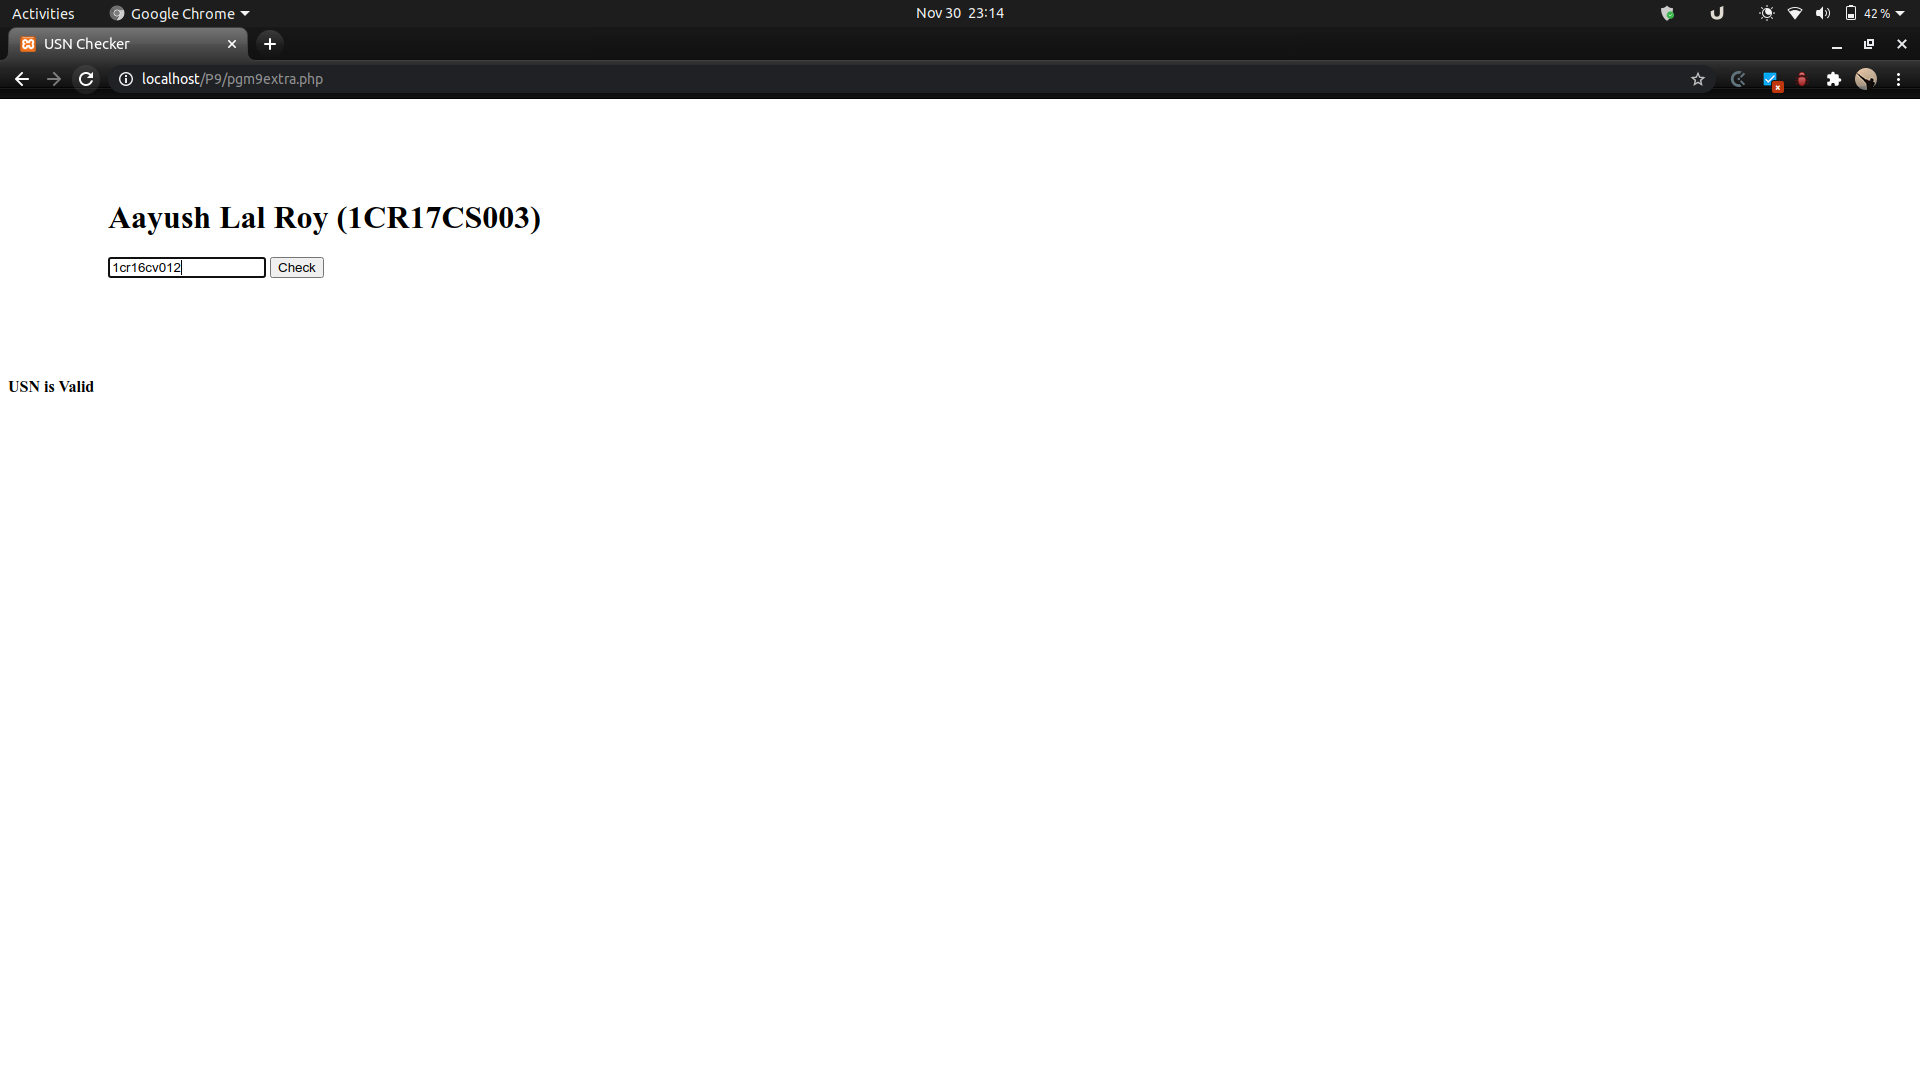 Activities Google Chrome Nov 30 23:14 42 %
USN Checker
localhost/P9/pgm9extra.php
Aayush Lal Roy (1CR17CS003)
1cr16cv012 Check
USN is Valid